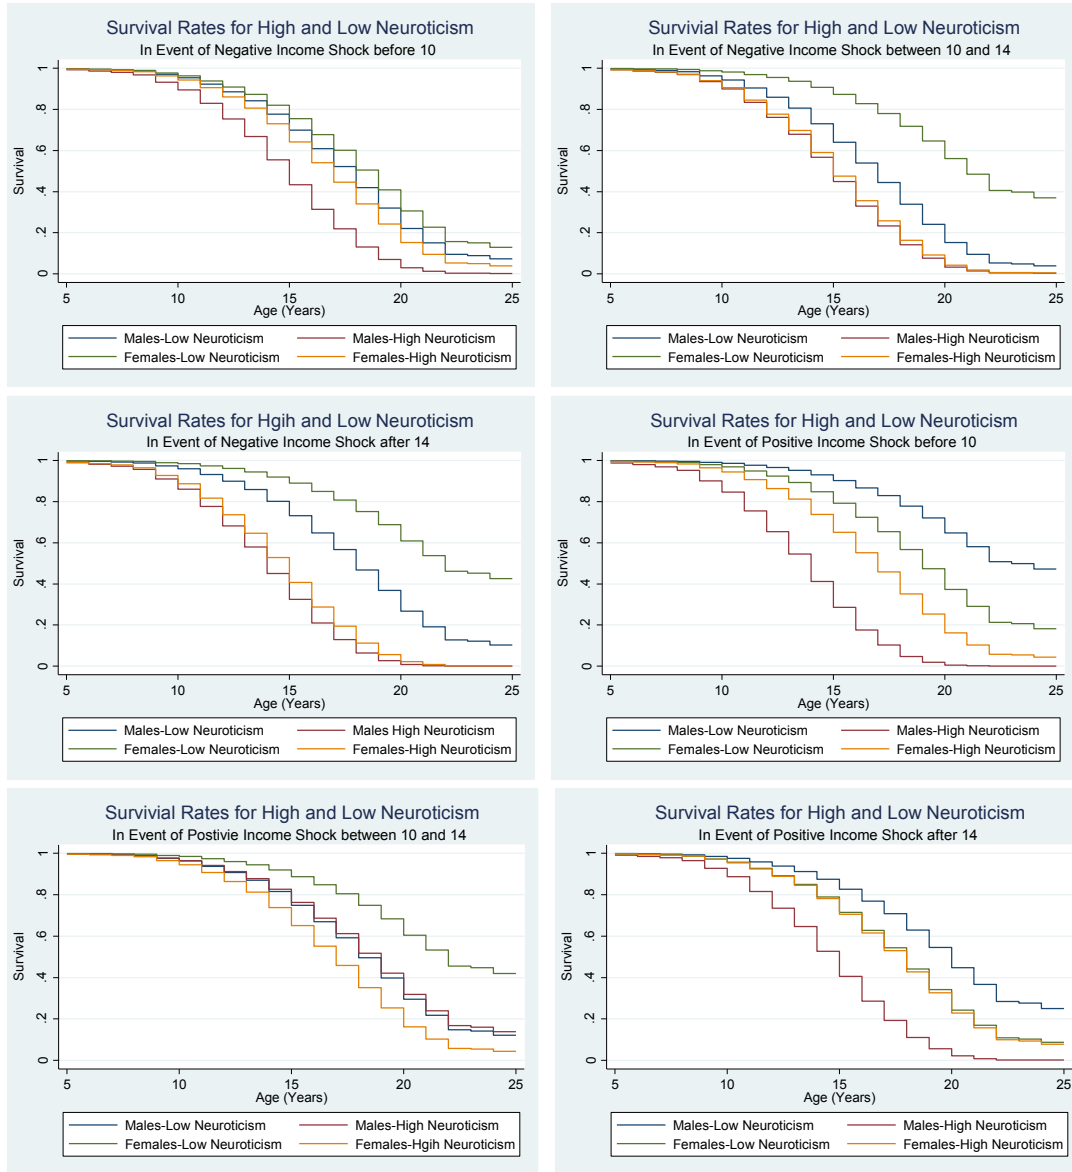 Survival Rates for High and Low Neuroticism
In Event of Negative Income Shock before 10
Survival
0 .2 .4 .6 .8 1
5 10 15 20 25
Age (Years)
Males-Low Neuroticism Males-High Neuroticism
Females-Low Neuroticism Females-High Neuroticism
Survival Rates for High and Low Neuroticism
In Event of Negative Income Shock between 10 and 14
Survival
0 .2 .4 .6 .8 1
5 10 15 20 25
Age (Years)
Males-Low Neuroticism Males-High Neuroticism
Females-Low Neuroticism Females-High Neuroticism
Survival Rates for Hgih and Low Neuroticism
In Event of Negative Income Shock after 14
Survival
0 .2 .4 .6 .8 1
5 10 15 20 25
Age (Years)
Males-Low Neuroticism Males High Neuroticism
Females-Low Neuroticism Females-High Neuroticism
Survival Rates for High and Low Neuroticism
In Event of Positive Income Shock before 10
Survival
0 .2 .4 .6 .8 1
5 10 15 20 25
Age (Years)
Males-Low Neuroticism Males-High Neuroticism
Females-Low Neuroticism Females-High Neuroticism
Survivial Rates for High and Low Neuroticism
In Event of Postivie Income Shock between 10 and 14
Survival
0 .2 .4 .6 .8 1
5 10 15 20 25
Age (Years)
Males-Low Neuroticism Males-High Neuroticism
Females-Low Neuroticism Females-Hgih Neuroticism
Survival Rates for High and Low Neuroticism
In Event of Positive Income Shock after 14
Survival
0 .2 .4 .6 .8 1
5 10 15 20 25
Age (Years)
Males-Low Neuroticism Males-High Neuroticism
Females-Low Neuroticism Females-High Neuroticism